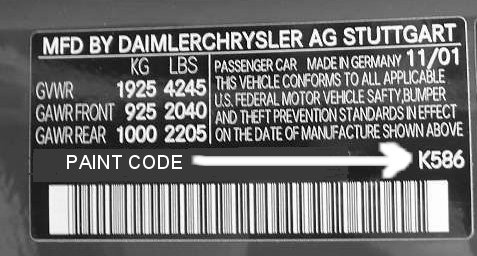 MFD BY DAIMLERCHRYSLER AG STUTTGART
KG LBS
GVWR 1925 4245
GAWR FRONT 925 2040
GAWR REAR 1000 2205
PASSENGER CAR MADE IN GERMANY 11/01
THIS VEHICLE CONFORMS TO ALL APPLICABLE
U.S. FEDERAL MOTOR VEHICLE SAFTY,BUMPER
AND THEFT PREVENTION STANDARDS IN EFFECT
ON THE DATE OF MANUFACTURE SHOWN ABOVE
PAINT CODE K586